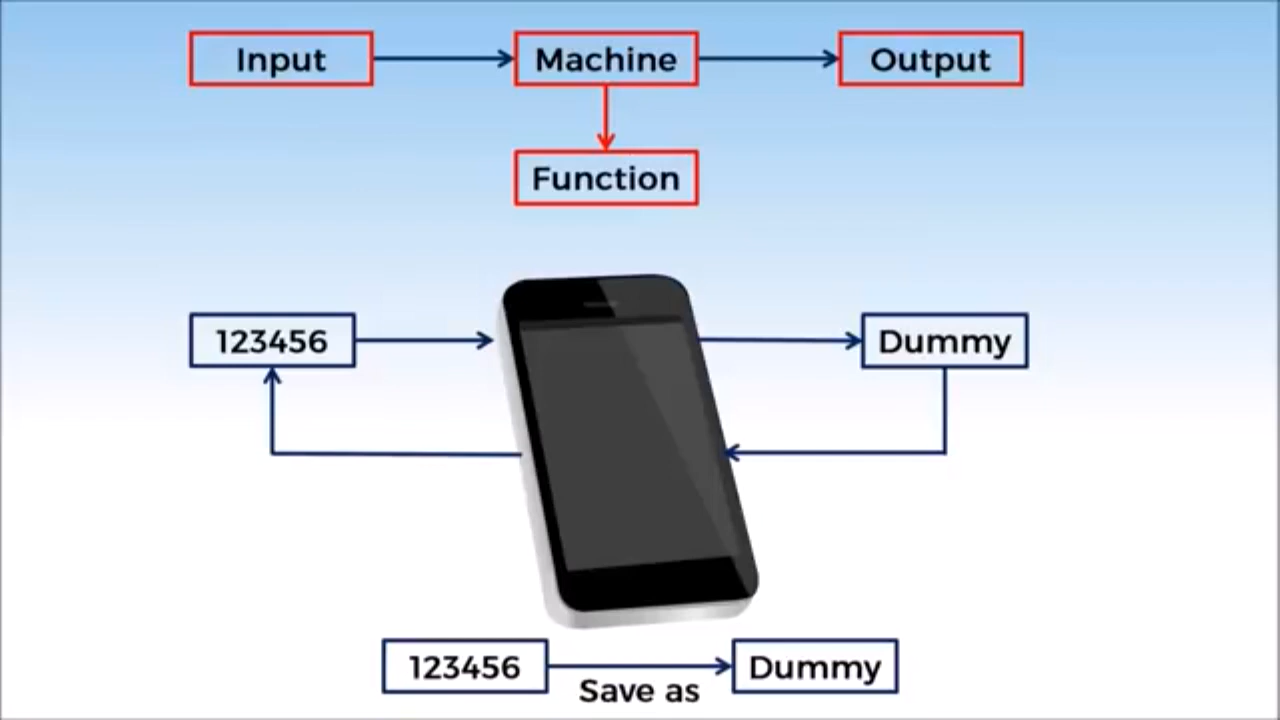 Input
Machine
Output
Function
123456
Dummy
123456
Save as
Dummy